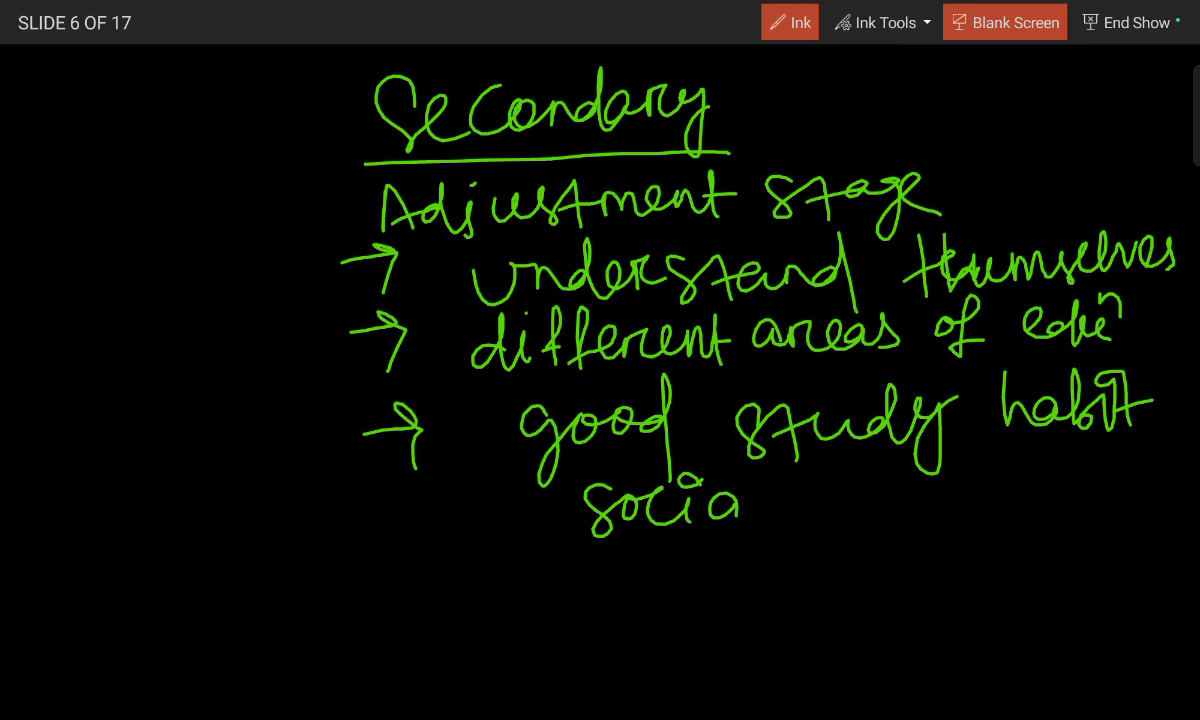 SLIDE 6 OF 17 Ink Ink Tools Blank Screen End Show
Secondary
Adjustment stage
→ understand themselves
→ different areas of eduⁿ
→ good study habit
socia